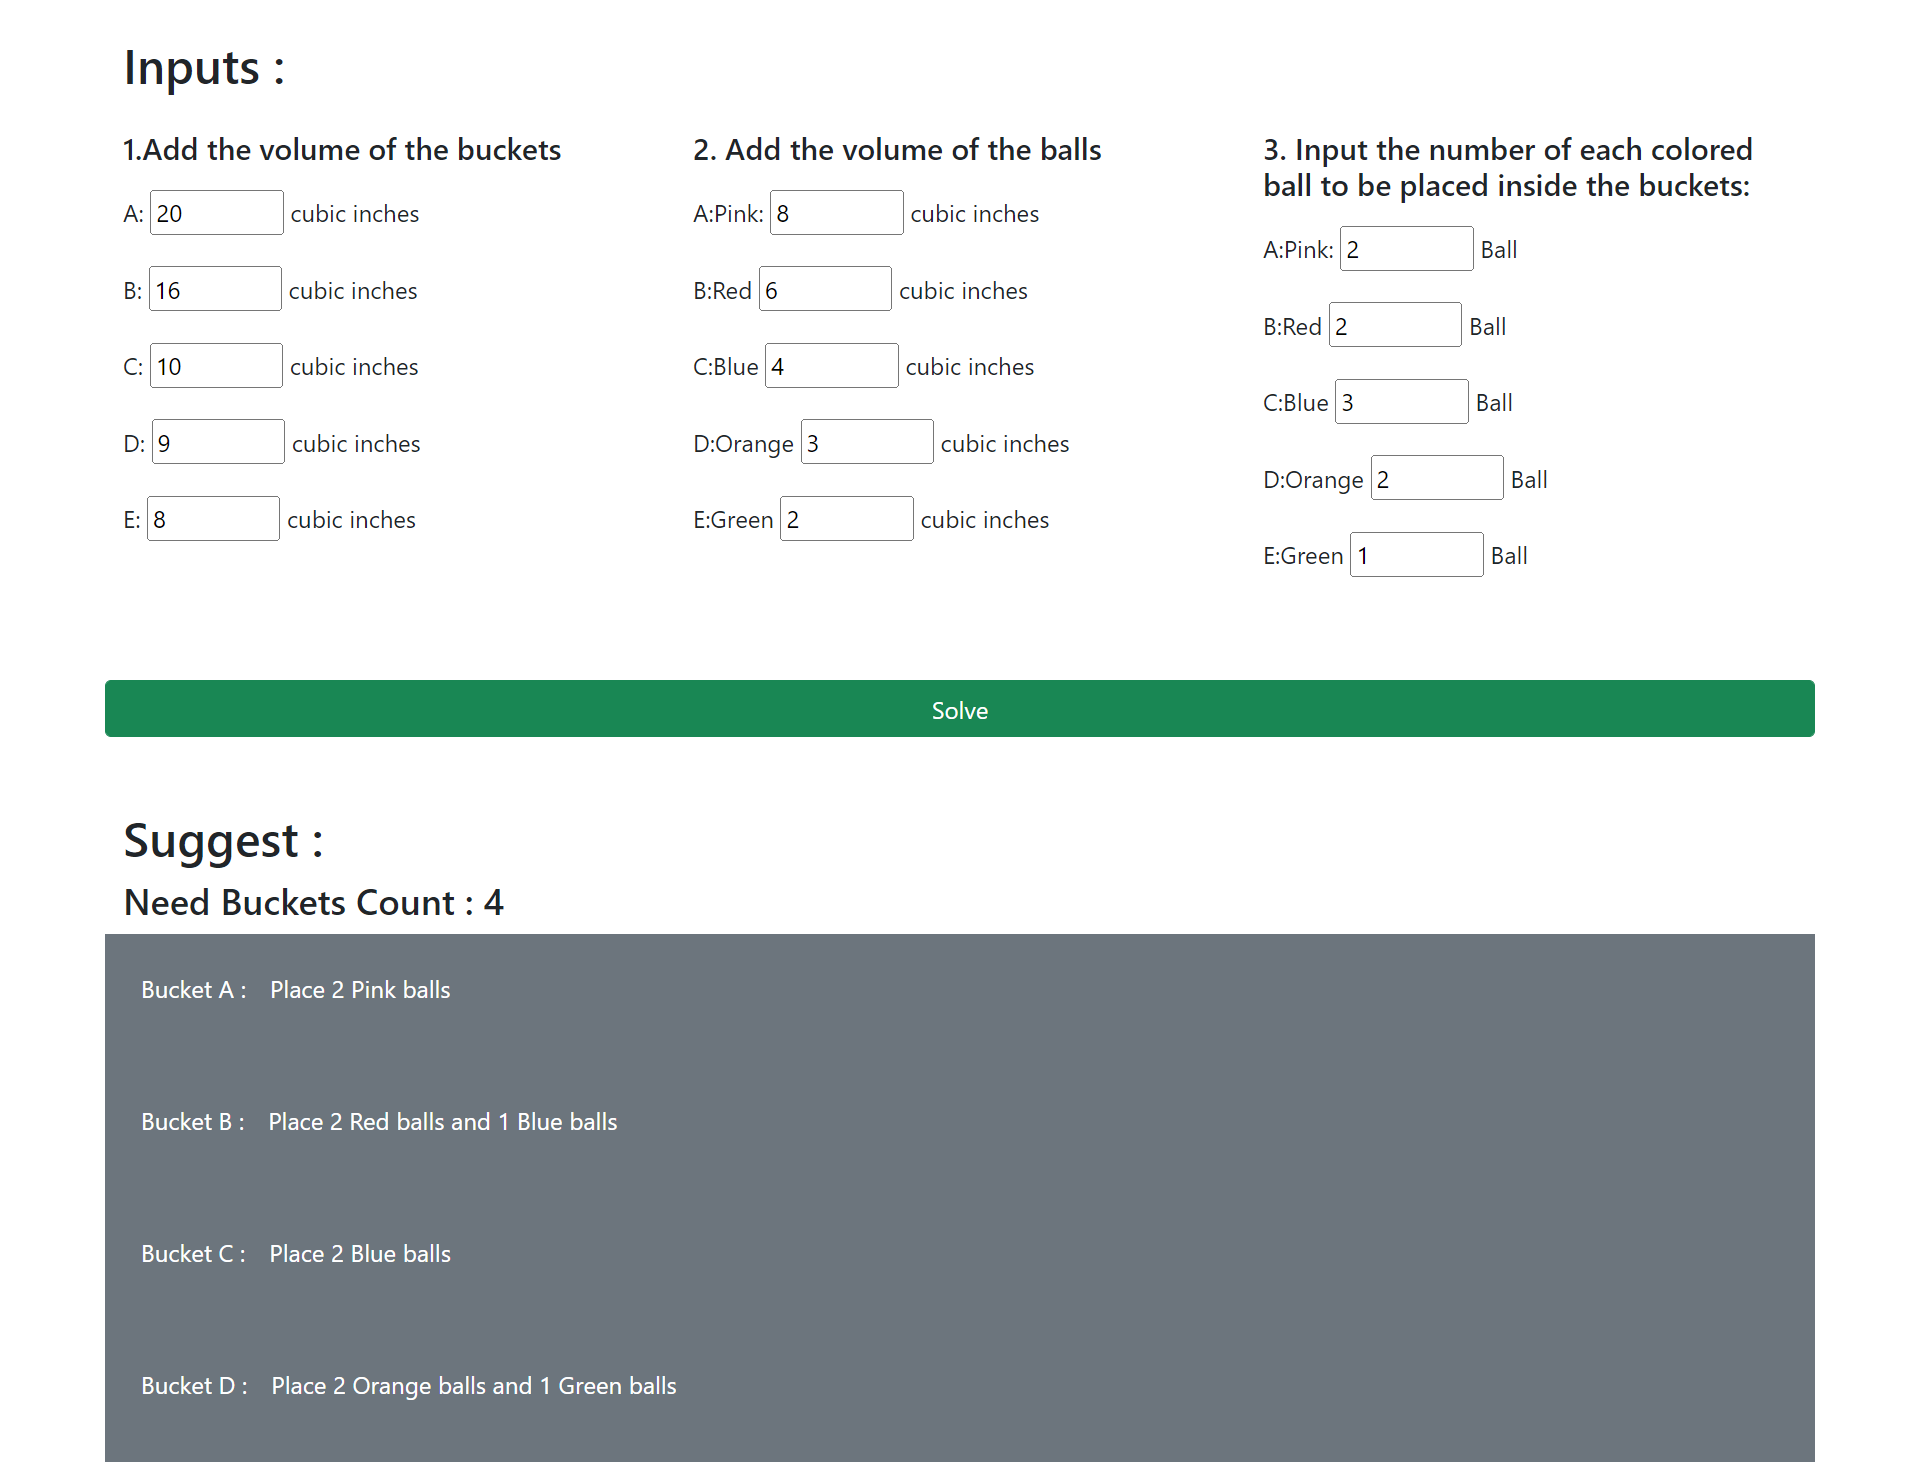 Inputs :
1.Add the volume of the buckets
A: 20 cubic inches
B: 16 cubic inches
C: 10 cubic inches
D: 9 cubic inches
E: 8 cubic inches
2. Add the volume of the balls
A:Pink: 8 cubic inches
B:Red 6 cubic inches
C:Blue 4 cubic inches
D:Orange 3 cubic inches
E:Green 2 cubic inches
3. Input the number of each colored
ball to be placed inside the buckets:
A:Pink: 2 Ball
B:Red 2 Ball
C:Blue 3 Ball
D:Orange 2 Ball
E:Green 1 Ball
Solve
Suggest :
Need Buckets Count : 4
Bucket A : Place 2 Pink balls
Bucket B : Place 2 Red balls and 1 Blue balls
Bucket C : Place 2 Blue balls
Bucket D : Place 2 Orange balls and 1 Green balls